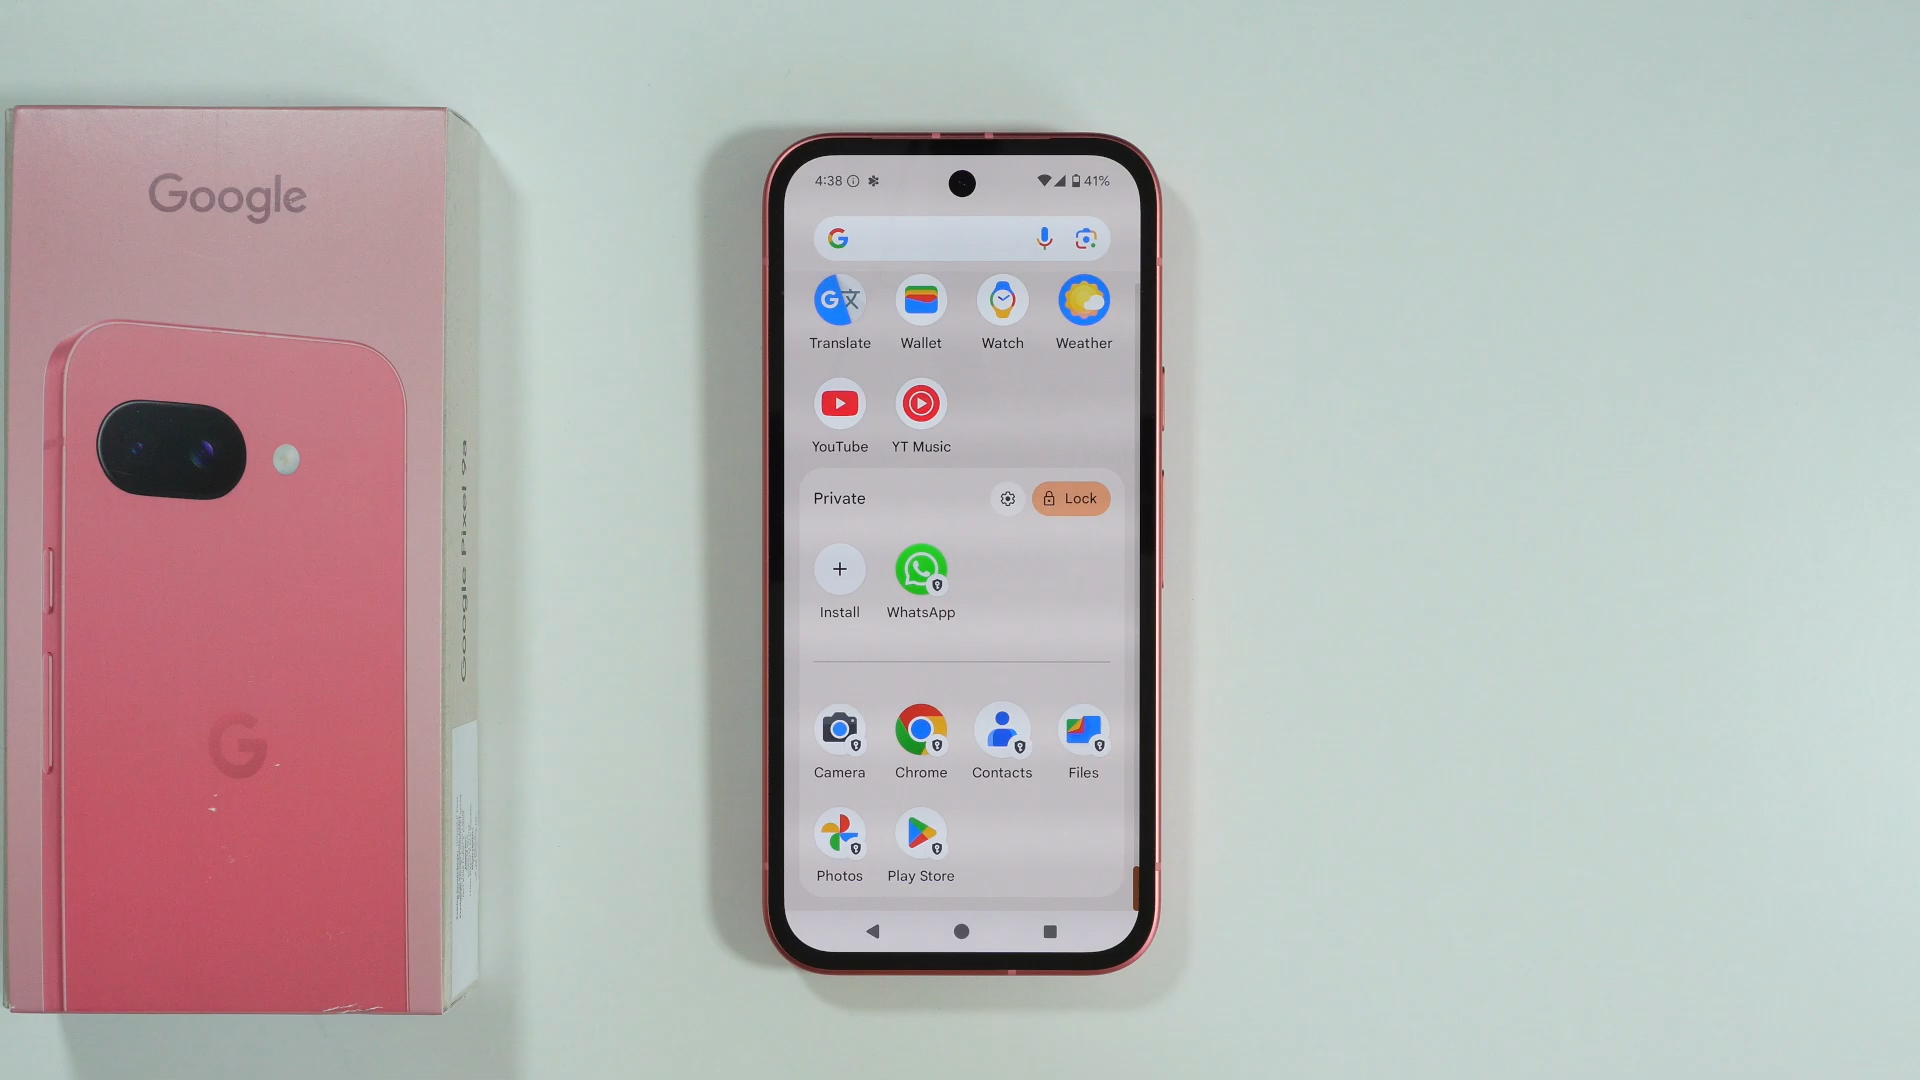 Google
Google Pixel 9a
4:38
41%
G
Translate
Wallet
Watch
Weather
YouTube
YT Music
Private
Lock
Install
WhatsApp
Camera
Chrome
Contacts
Files
Photos
Play Store